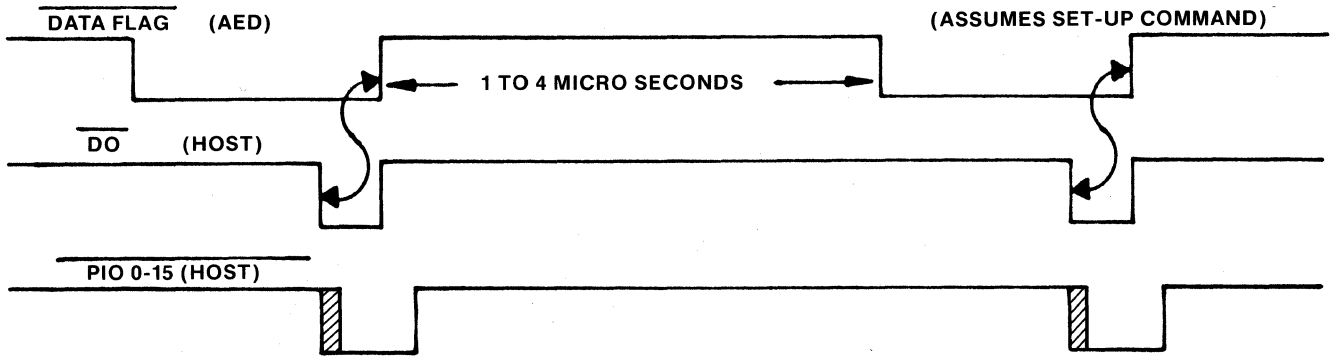 DATA FLAG (AED) (ASSUMES SET-UP COMMAND)
1 TO 4 MICRO SECONDS
DO (HOST)
PIO 0-15 (HOST)